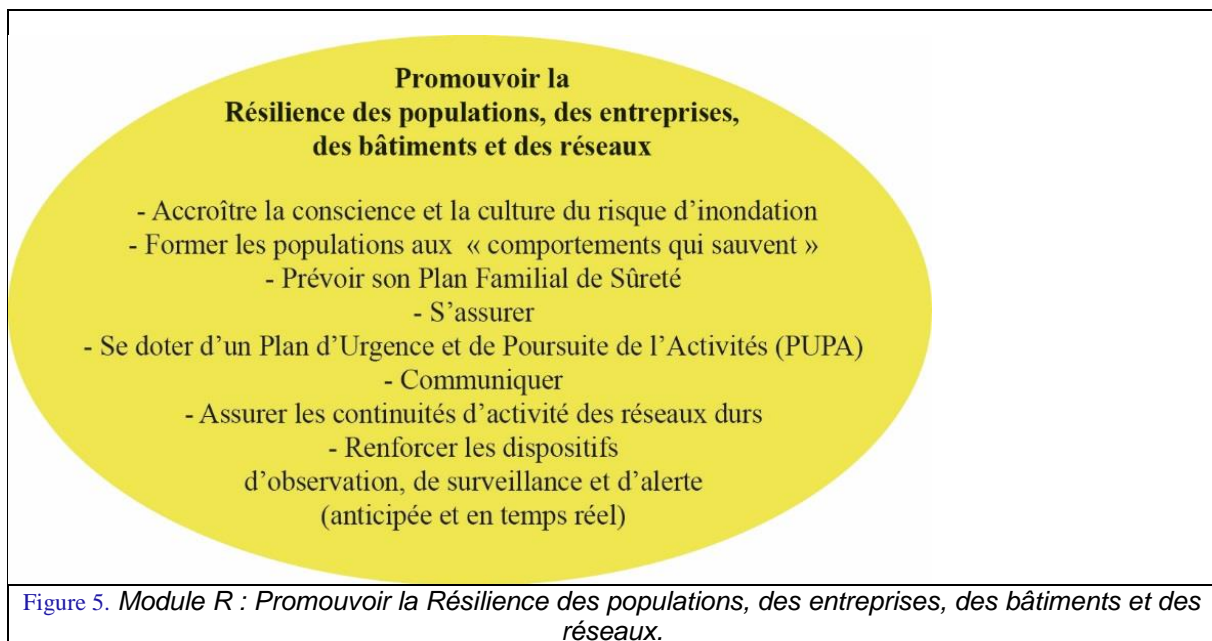 Promouvoir la
Résilience des populations, des entreprises,
des bâtiments et des réseaux
- Accroître la conscience et la culture du risque d’inondation
- Former les populations aux « comportements qui sauvent »
- Prévoir son Plan Familial de Sûreté
- S’assurer
- Se doter d’un Plan d’Urgence et de Poursuite de l’Activités (PUPA)
- Communiquer
- Assurer les continuités d’activité des réseaux durs
- Renforcer les dispositifs
d’observation, de surveillance et d’alerte
(anticipée et en temps réel)
Figure 5. Module R : Promouvoir la Résilience des populations, des entreprises, des bâtiments et des
réseaux.